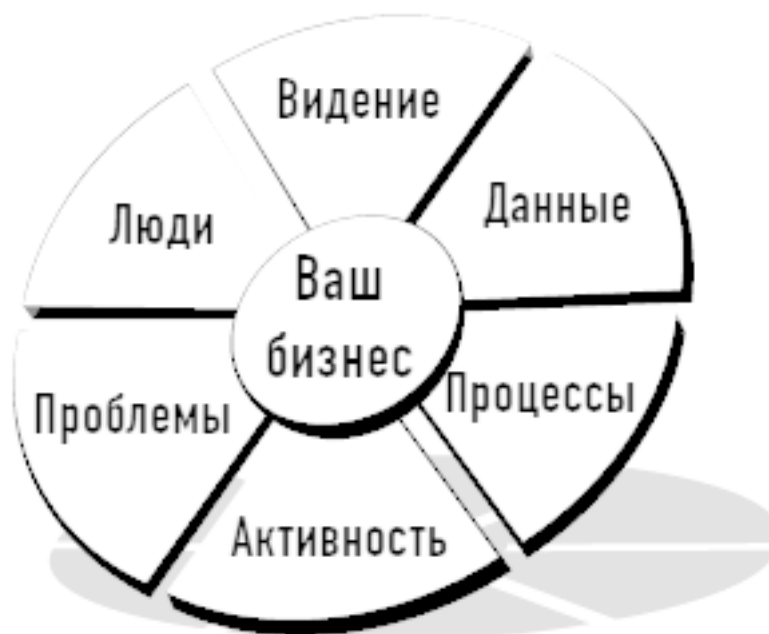 Видение
Данные
Люди
Ваш
бизнес
Процессы
Проблемы
Активность